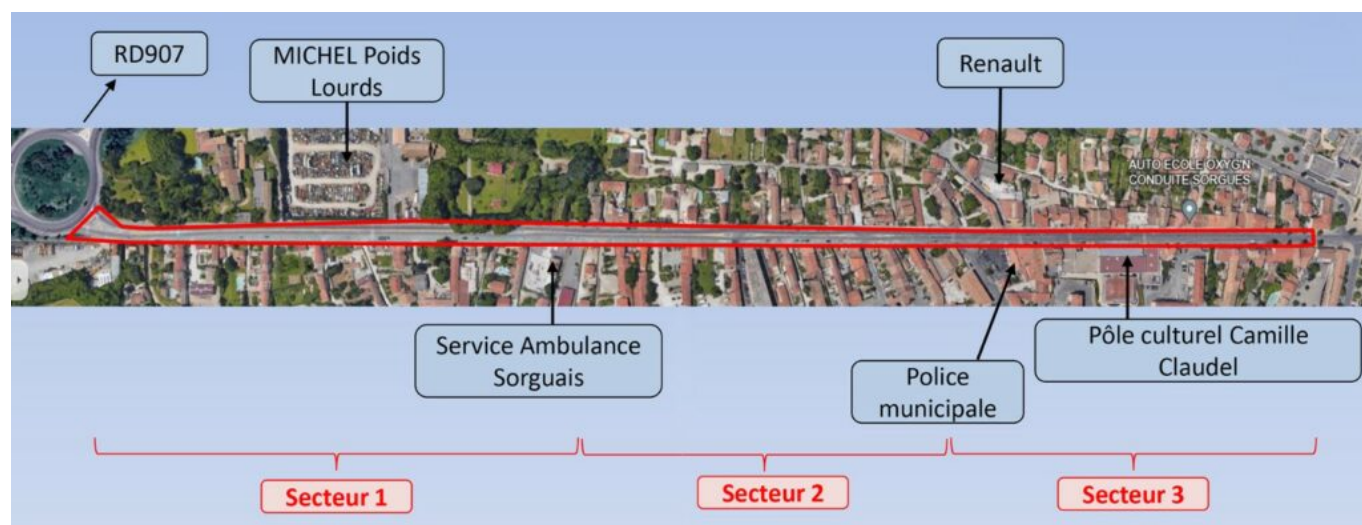 RD907
MICHEL Poids
Lourds
Renault
AUTO ECOLE OXYG'N
CONDUITE SORGUES
Service Ambulance
Sorguais
Police
municipale
Pôle culturel Camille
Claudel
Secteur 1
Secteur 2
Secteur 3